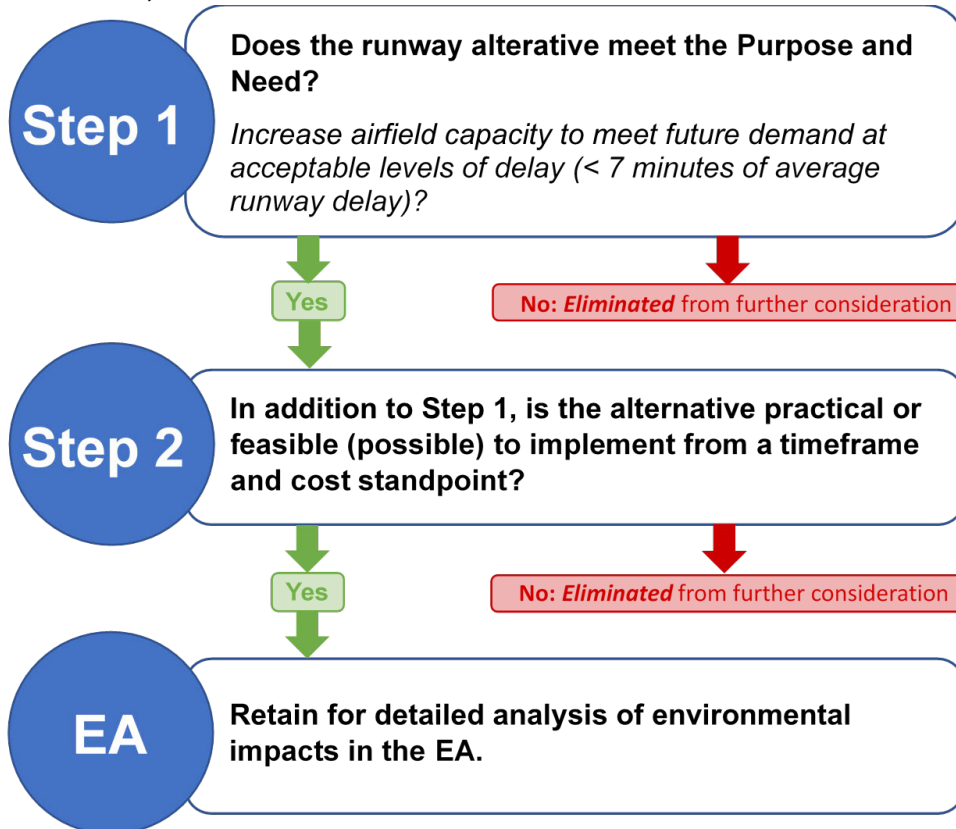 Step 1
Does the runway alterative meet the Purpose and
Need?
Increase airfield capacity to meet future demand at
acceptable levels of delay (< 7 minutes of average
runway delay)?
Yes
No: Eliminated from further consideration
Step 2
In addition to Step 1, is the alternative practical or
feasible (possible) to implement from a timeframe
and cost standpoint?
Yes
No: Eliminated from further consideration
EA
Retain for detailed analysis of environmental
impacts in the EA.